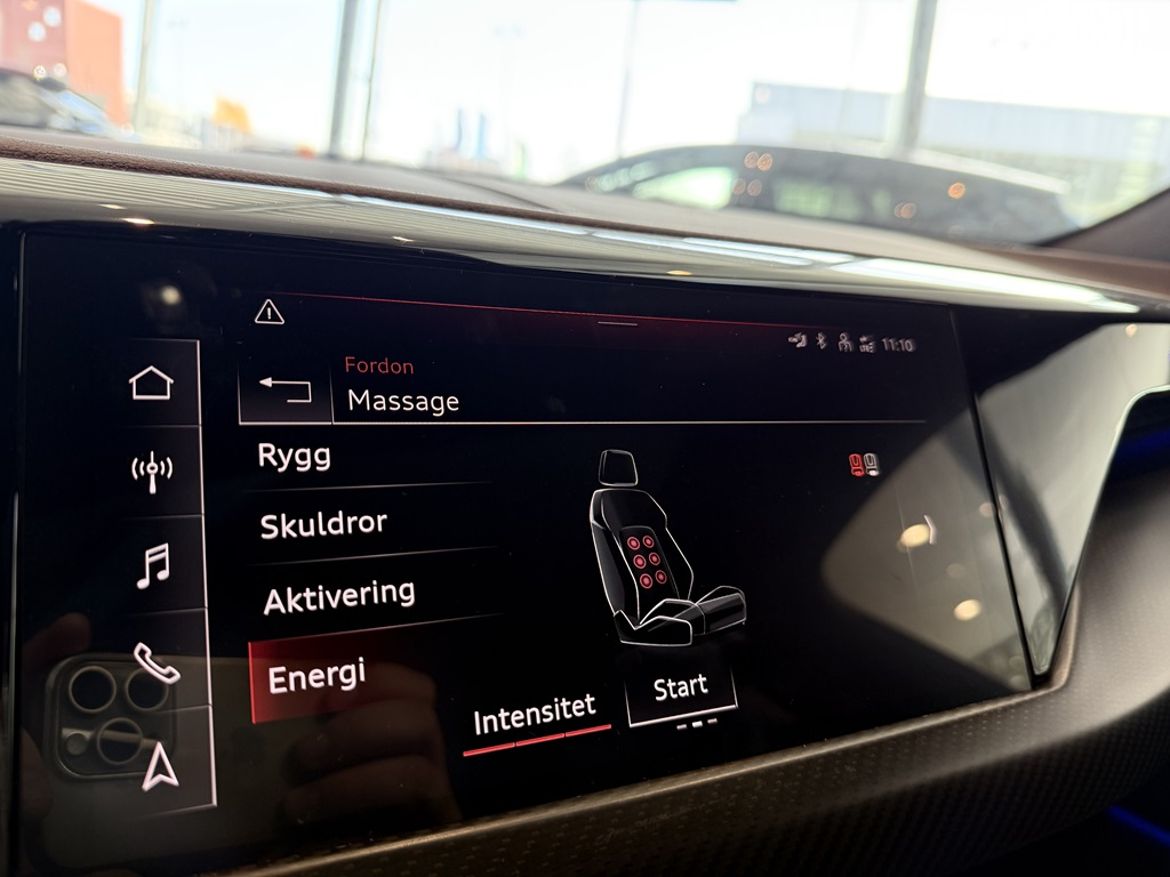 11:10
Fordon
Massage
Rygg
Skuldror
Aktivering
Energi
Intensitet
Start